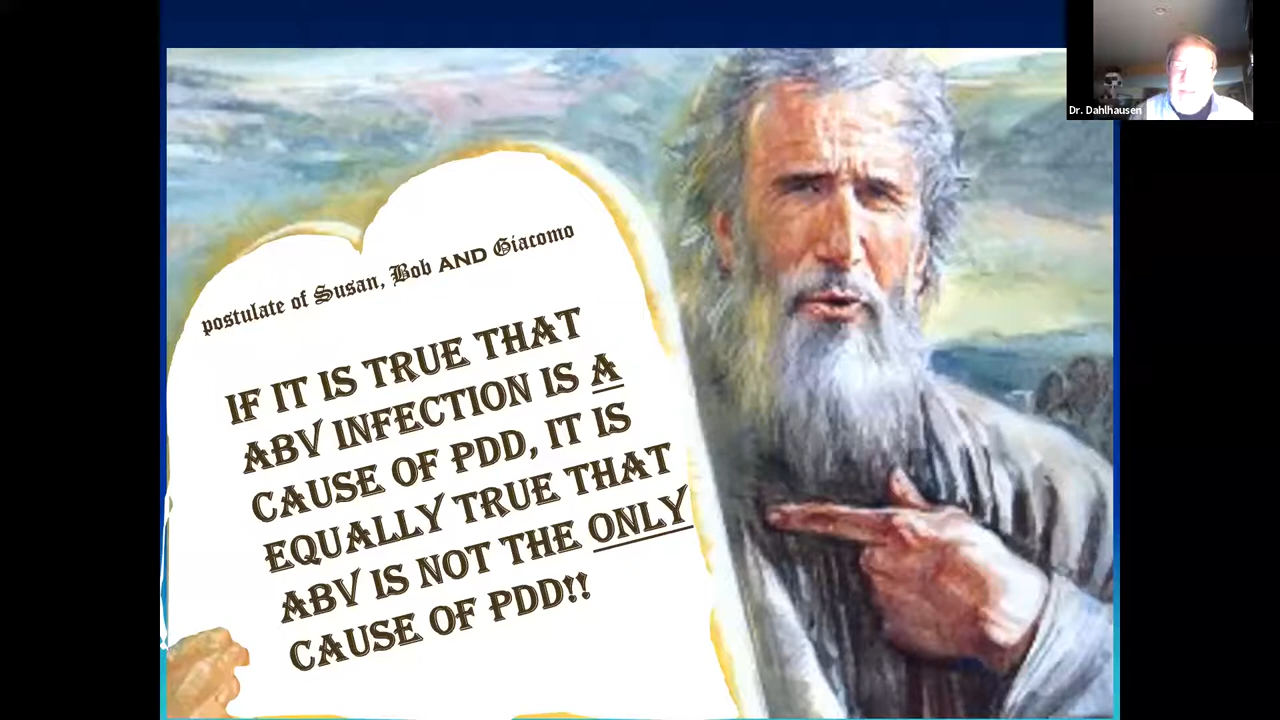 Dr. Dahlhausen
postulate of Susan, Bob AND Giacomo
IF IT IS TRUE THAT
ABV INFECTION IS A
CAUSE OF PDD, IT IS
EQUALLY TRUE THAT
ABV IS NOT THE ONLY
CAUSE OF PDD!!